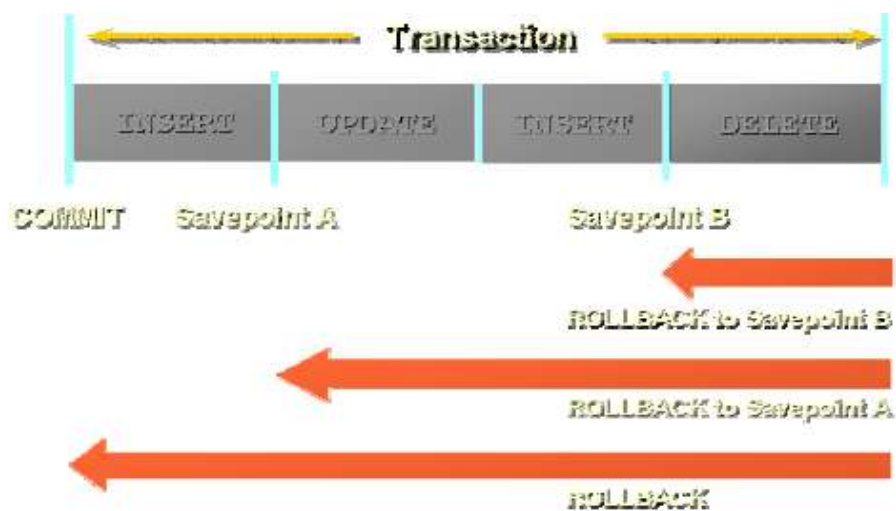 Transaction
INSERT UPDATE INSERT DELETE
COMMIT Savepoint A Savepoint B
ROLLBACK to Savepoint B
ROLLBACK to Savepoint A
ROLLBACK